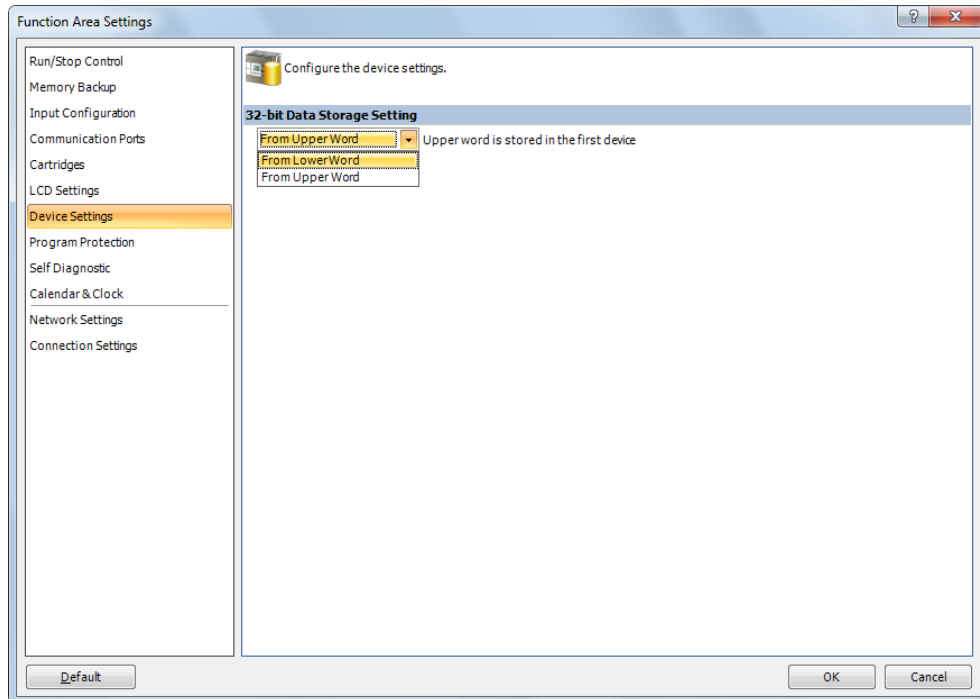 Function Area Settings
Run/Stop Control
Memory Backup
Input Configuration
Communication Ports
Cartridges
LCD Settings
Device Settings
Program Protection
Self Diagnostic
Calendar & Clock
Network Settings
Connection Settings
Configure the device settings.
32-bit Data Storage Setting
From Upper Word Upper word is stored in the first device
From Lower Word
From Upper Word
Default OK Cancel